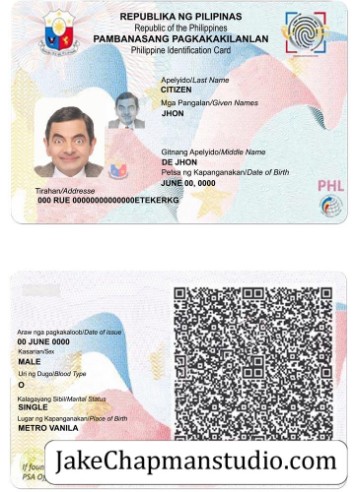 REPUBLIKA NG PILIPINAS
Republic of the Philippines
PAMBANSANG PAGKAKAKILANLAN
Philippine Identification Card
Apelyido/Last Name
CITIZEN
Mga Pangalan/Given Names
JHON
Gitnang Apelyido/Middle Name
DE JHON
Petsa ng Kapanganakan/Date of Birth
JUNE 00, 0000
PHL
Tirahan/Addresse
000 RUE 00000000000000ETEKERKG
Araw nga pagkakaloob/Date of issue
00 JUNE 0000
Kasarian/Sex
MALE
Uri ng Dugo/Blood Type
O
Kalagayang Sibil/Marital Status
SINGLE
Lugar ng Kapanganakan/Place of Birth
METRO VANILA
If foun
PSA Of
JakeChapmanstudio.com